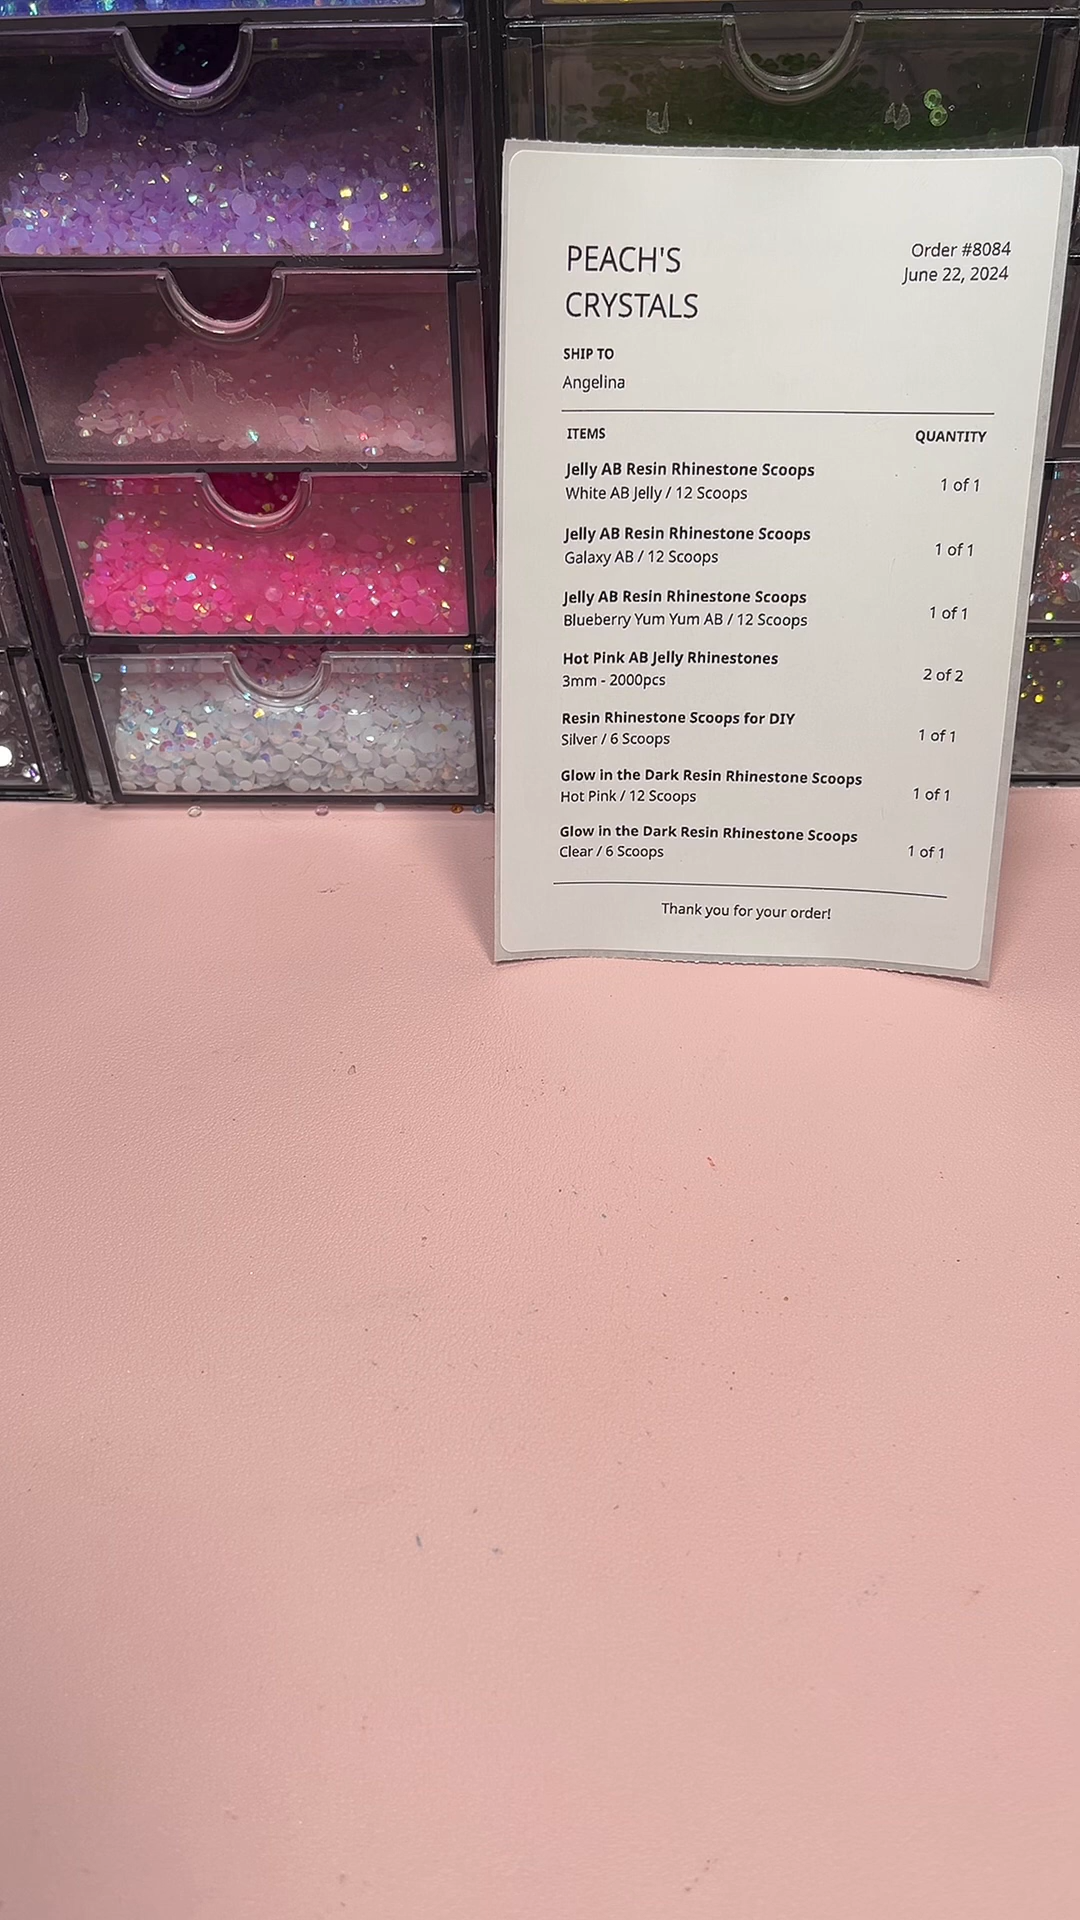 PEACH'S
CRYSTALS
Order #8084
June 22, 2024
SHIP TO
Angelina
ITEMS QUANTITY
Jelly AB Resin Rhinestone Scoops
White AB Jelly / 12 Scoops 1 of 1
Jelly AB Resin Rhinestone Scoops
Galaxy AB / 12 Scoops 1 of 1
Jelly AB Resin Rhinestone Scoops
Blueberry Yum Yum AB / 12 Scoops 1 of 1
Hot Pink AB Jelly Rhinestones
3mm - 2000pcs 2 of 2
Resin Rhinestone Scoops for DIY
Silver / 6 Scoops 1 of 1
Glow in the Dark Resin Rhinestone Scoops
Hot Pink / 12 Scoops 1 of 1
Glow in the Dark Resin Rhinestone Scoops
Clear / 6 Scoops 1 of 1
Thank you for your order!